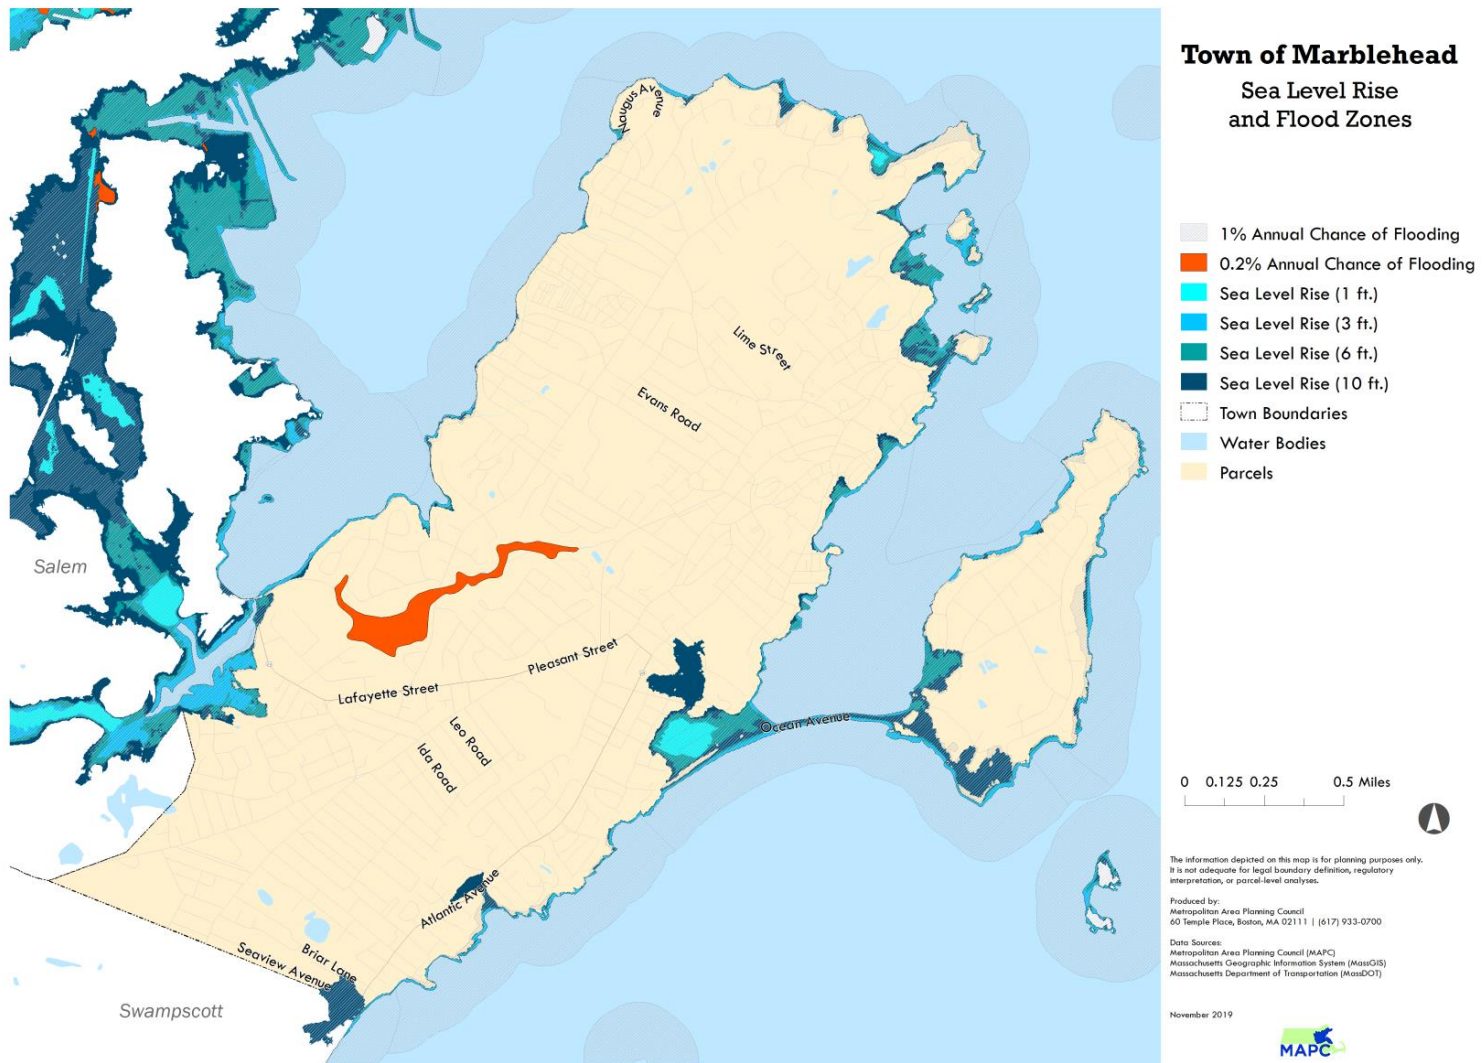 Town of Marblehead
Sea Level Rise
and Flood Zones
1% Annual Chance of Flooding
0.2% Annual Chance of Flooding
Sea Level Rise (1 ft.)
Sea Level Rise (3 ft.)
Sea Level Rise (6 ft.)
Sea Level Rise (10 ft.)
Town Boundaries
Water Bodies
Parcels
Naugus Avenue
Lime Street
Evans Road
Salem
Pleasant Street
Lafayette Street
Leo Road
Ida Road
Ocean Avenue
Atlantic Avenue
Briar Lane
Seaview Avenue
Swampscott
0 0.125 0.25 0.5 Miles
The information depicted on this map is for planning purposes only.
It is not adequate for legal boundary definition, regulatory
interpretation, or parcel-level analyses.
Produced by:
Metropolitan Area Planning Council
60 Temple Place, Boston, MA 02111 | (617) 933-0700
Data Sources:
Metropolitan Area Planning Council (MAPC)
Massachusetts Geographic Information System (MassGIS)
Massachusetts Department of Transportation (MassDOT)
November 2019
MAPC